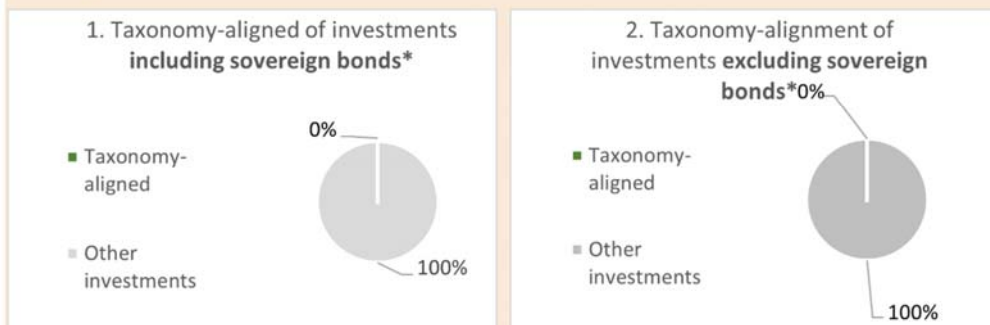 1. Taxonomy-aligned of investments
including sovereign bonds*
0%
Taxonomy-
aligned
Other
investments
100%
2. Taxonomy-alignment of
investments excluding sovereign
bonds*0%
Taxonomy-
aligned
Other
investments
100%